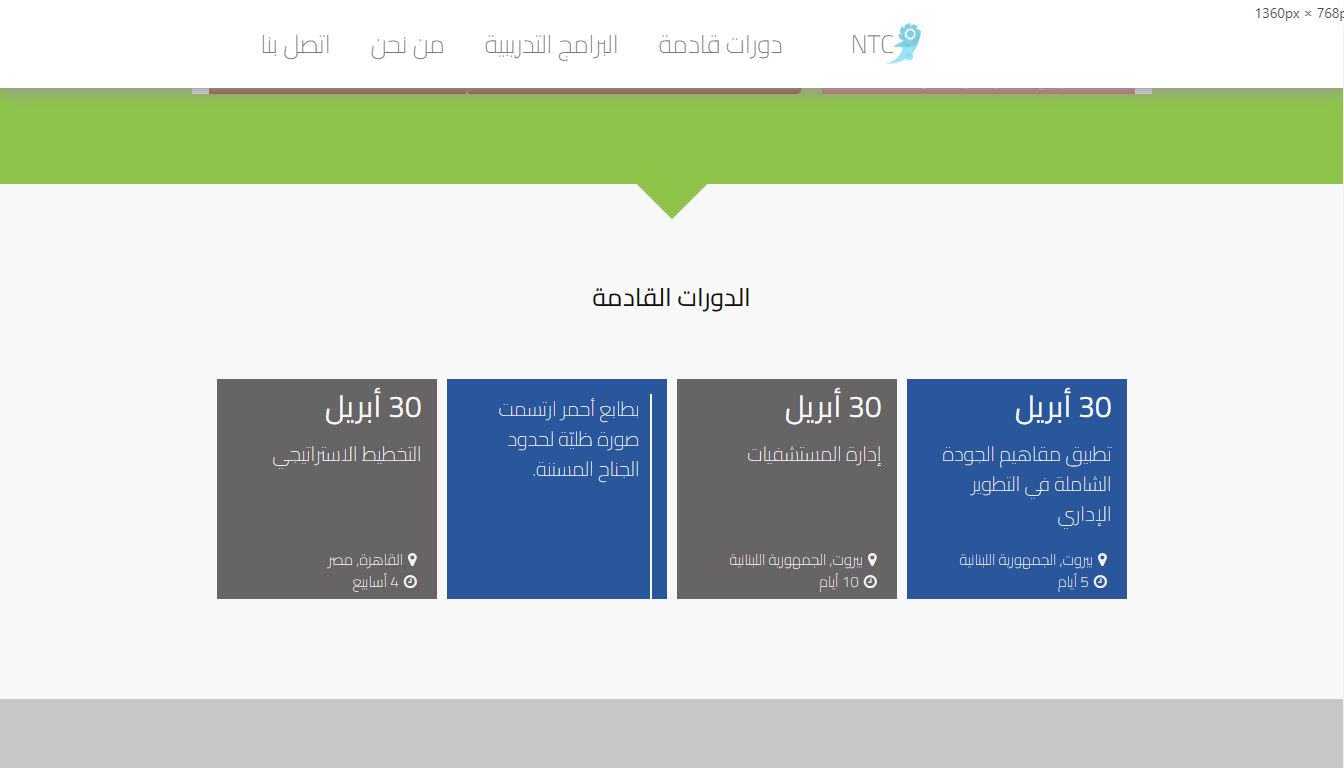 1360px × 768p
NTC
دورات قادمة
البرامج التدريبية
من نحن
اتصل بنا
الدورات القادمة
30 أبريل
تطبيق مفاهيم الجودة
الشاملة في التطوير
الإداري
بيروت, الجمهورية اللبنانية
5 أيام
30 أبريل
إدارة المستشفيات
بيروت, الجمهورية اللبنانية
10 أيام
بطابع أحمر ارتسمت
صورة ظليّة لحدود
الجناح المسننة.
30 أبريل
التخطيط الاستراتيجي
القاهرة, مصر
4 أسابيع